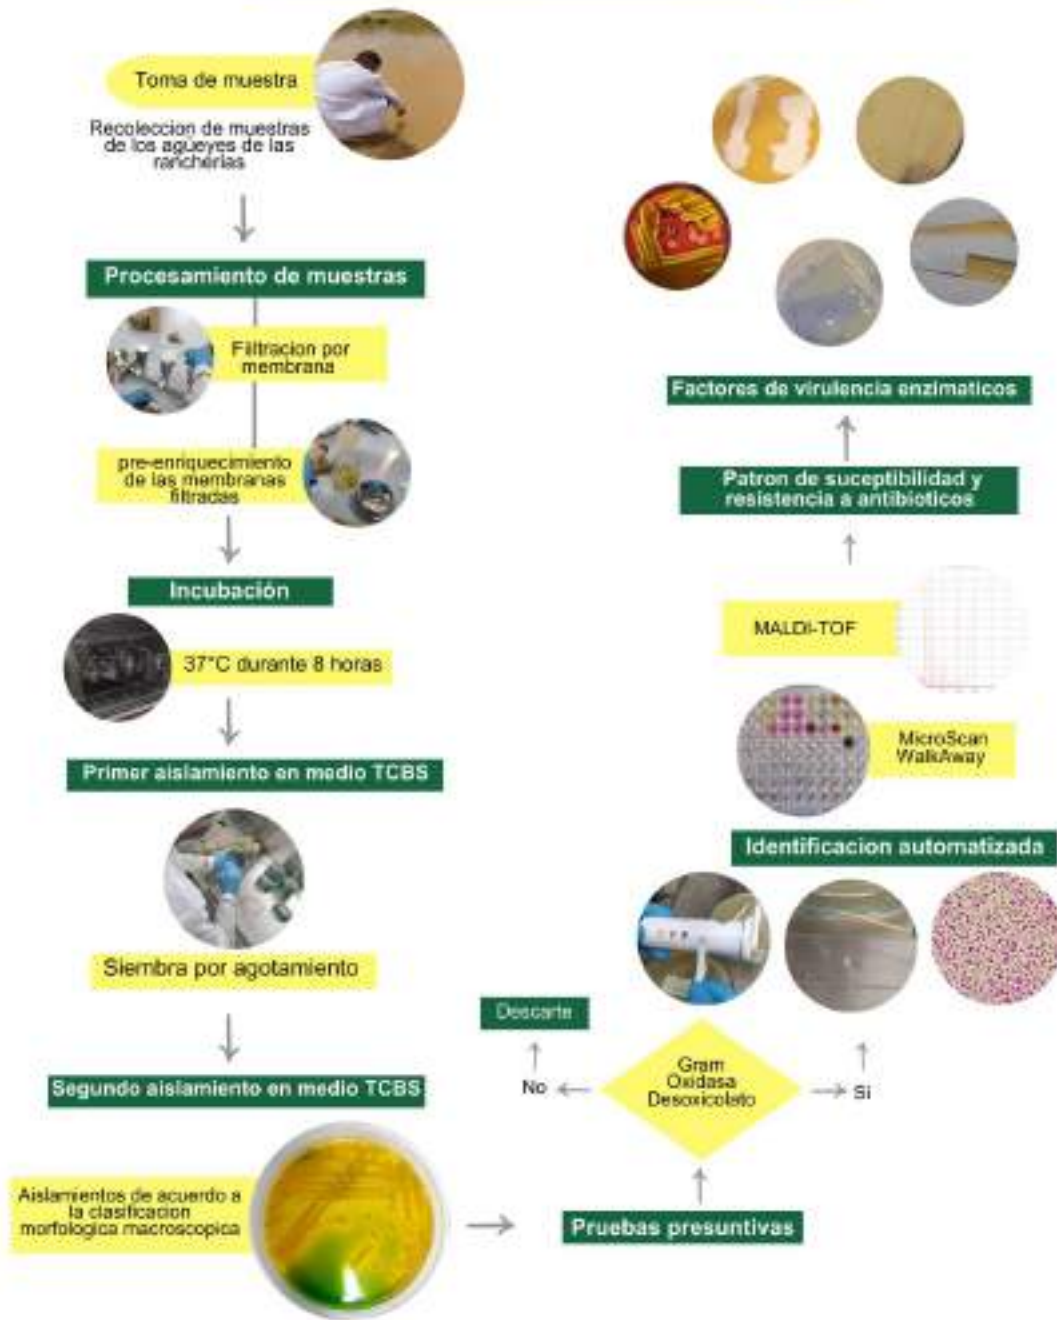 Toma de muestra
Recoleccion de muestras
de los agüeyes de las
rancherias
Procesamiento de muestras
Filtracion por
membrana
pre-enriquecimiento
de las membranas
filtradas
Incubación
37°C durante 8 horas
Primer aislamiento en medio TCBS
Siembra por agotamiento
Segundo aislamiento en medio TCBS
Aislamientos de acuerdo a
la clasificacion
morfologica macroscopica
Pruebas presuntivas
Gram
Oxidasa
Desoxicolato
No
Descarte
Si
Identificacion automatizada
MicroScan
WalkAway
MALDI-TOF
Patron de suceptibilidad y
resistencia a antibioticos
Factores de virulencia enzimaticos